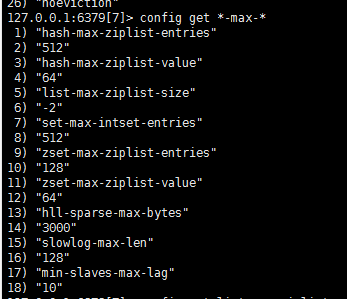 26) "noeviction"
127.0.0.1:6379[7]> config get *-max-*
1) "hash-max-ziplist-entries"
2) "512"
3) "hash-max-ziplist-value"
4) "64"
5) "list-max-ziplist-size"
6) "-2"
7) "set-max-intset-entries"
8) "512"
9) "zset-max-ziplist-entries"
10) "128"
11) "zset-max-ziplist-value"
12) "64"
13) "hll-sparse-max-bytes"
14) "3000"
15) "slowlog-max-len"
16) "128"
17) "min-slaves-max-lag"
18) "10"